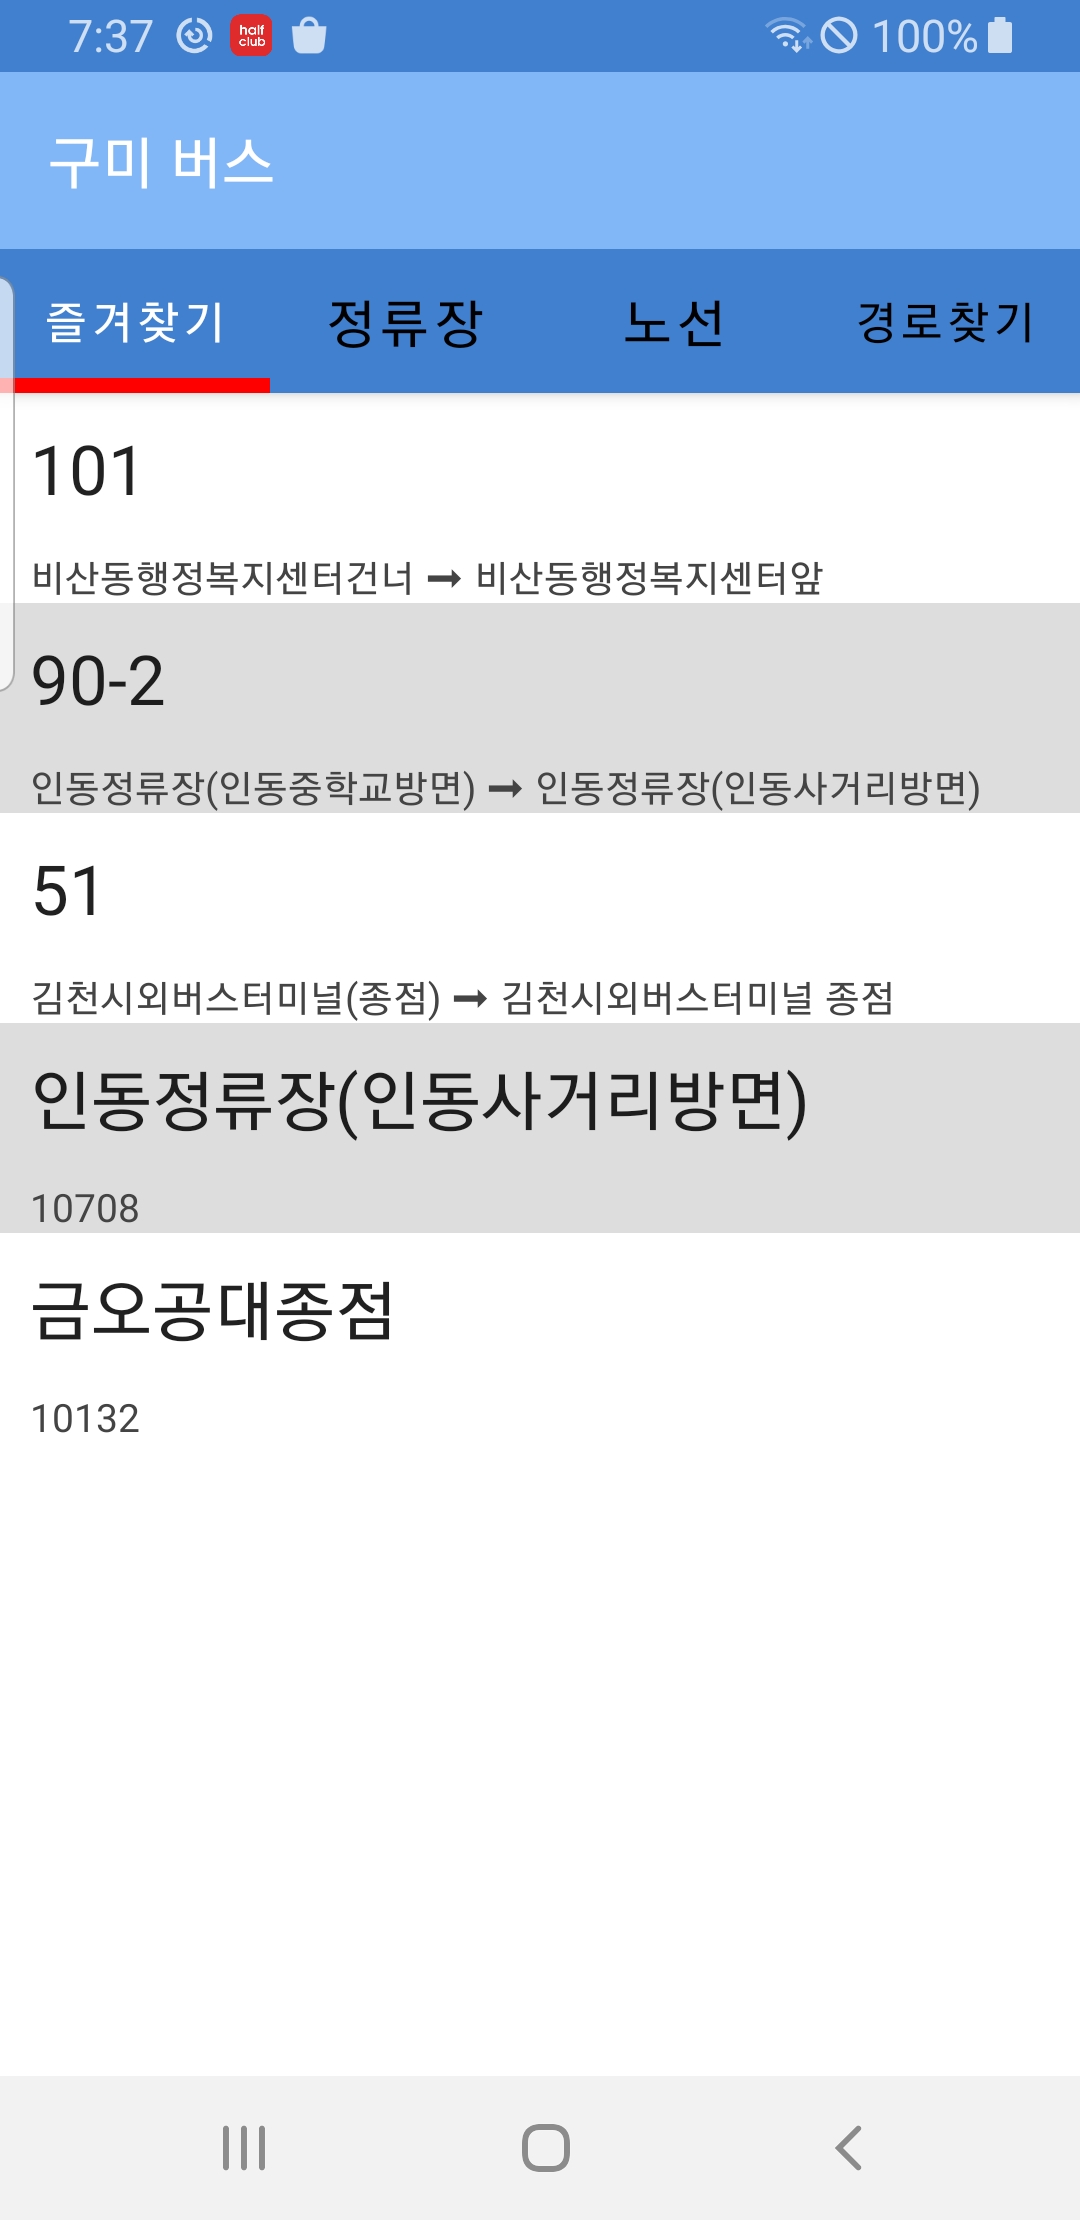 7:37 half club 100%
구미 버스
즐겨찾기 정류장 노선 경로찾기
101
비산동행정복지센터건너 ➞ 비산동행정복지센터앞
90-2
인동정류장(인동중학교방면) ➞ 인동정류장(인동사거리방면)
51
김천시외버스터미널(종점) ➞ 김천시외버스터미널 종점
인동정류장(인동사거리방면)
10708
금오공대종점
10132